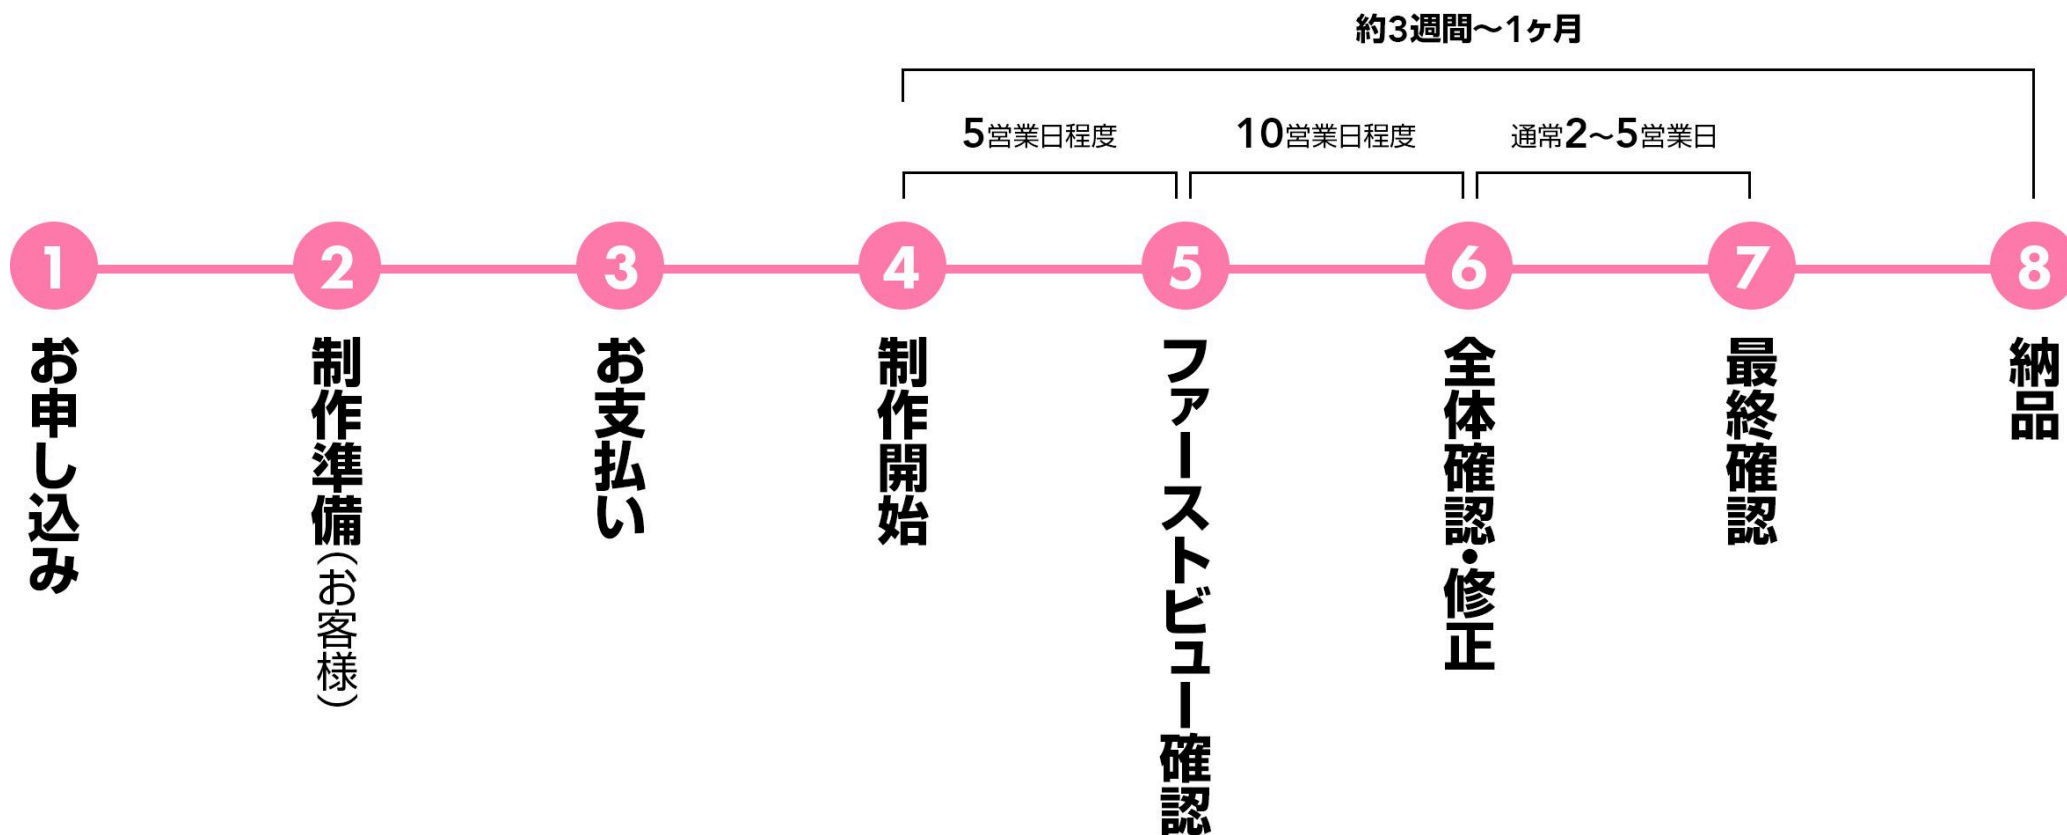 約3週間〜1ヶ月
5営業日程度
10営業日程度
通常2〜5営業日
1
お申し込み
2
制作準備(お客様)
3
お支払い
4
制作開始
5
ファーストビュー確認
6
全体確認・修正
7
最終確認
8
納品